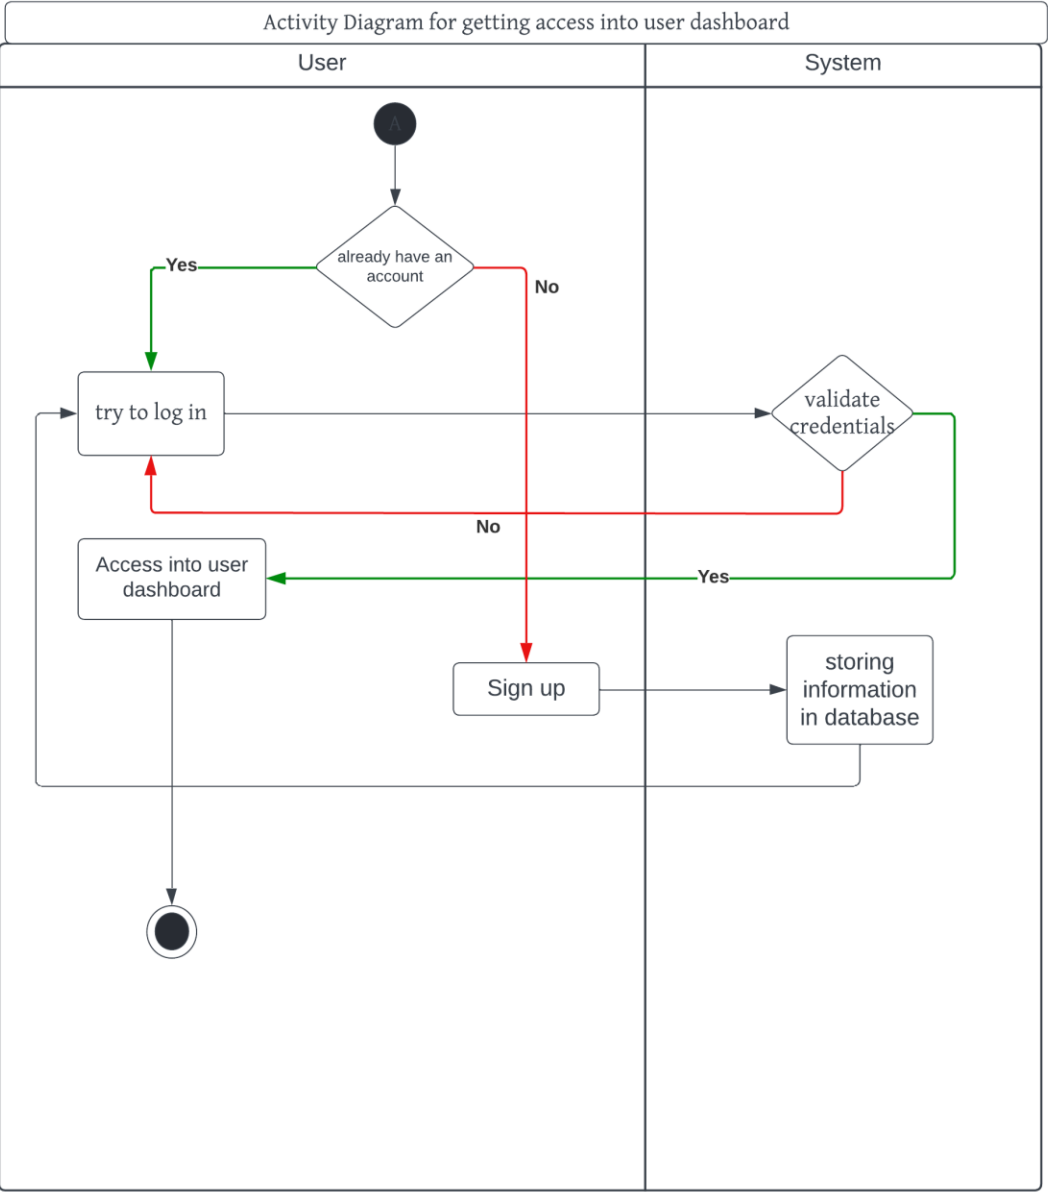 Activity Diagram for getting access into user dashboard
User
System
A
already have an
account
Yes
No
try to log in
validate
credentials
No
Access into user
dashboard
Yes
Sign up
storing
information
in database